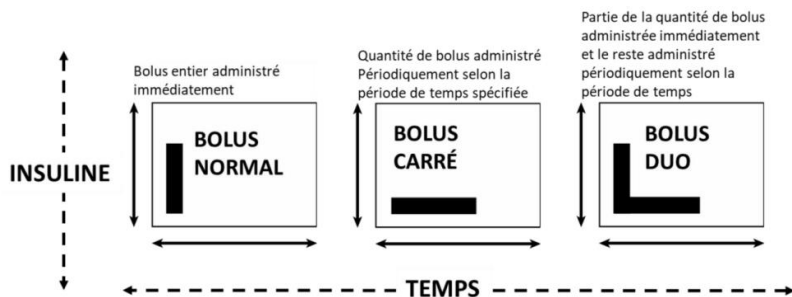 INSULINE
Bolus entier administré
immédiatement
BOLUS
NORMAL
Quantité de bolus administré
Périodiquement selon la
période de temps spécifiée
BOLUS
CARRÉ
Partie de la quantité de bolus
administrée immédiatement
et le reste administré
périodiquement selon la
période de temps
BOLUS
DUO
TEMPS